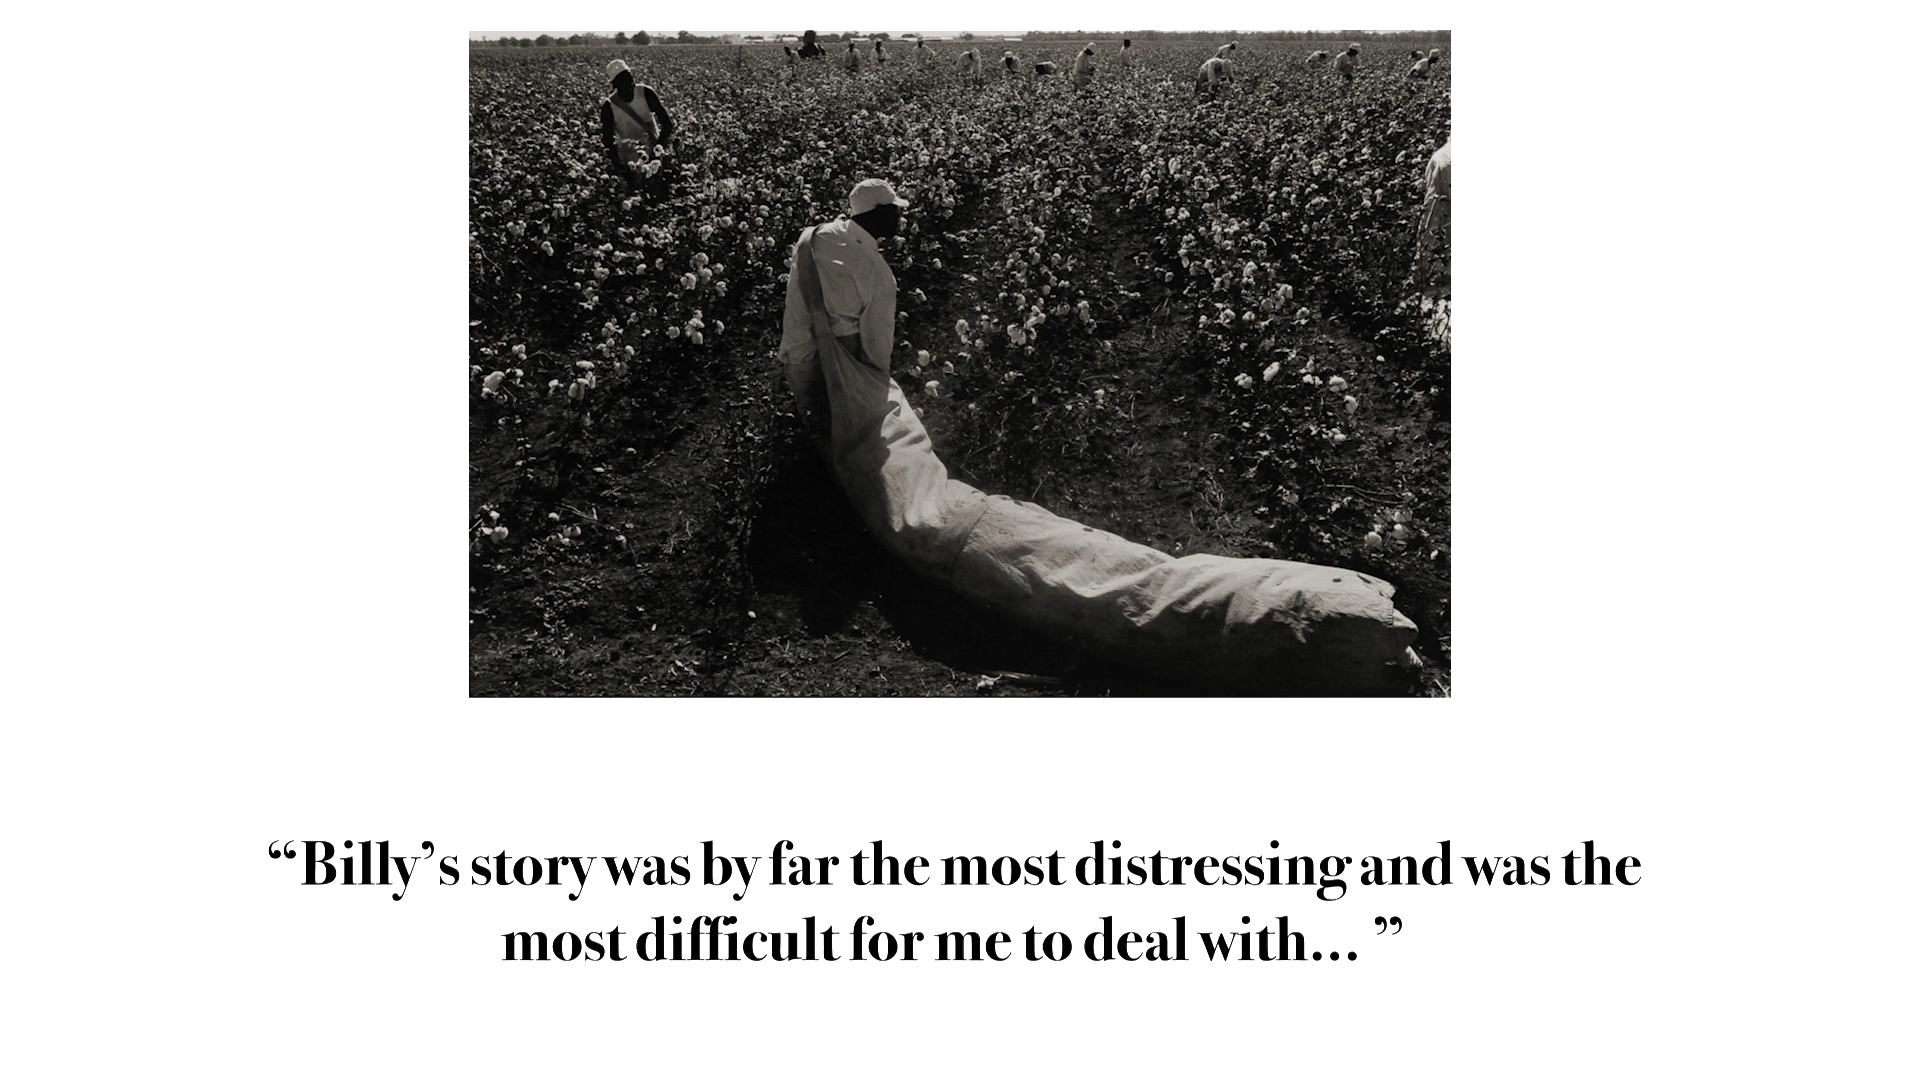 “Billy’s story was by far the most distressing and was the
most difficult for me to deal with... ”